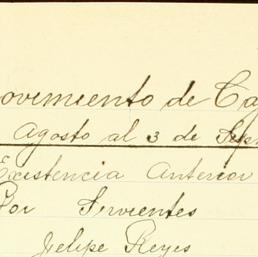 ovimiento de Ca
Agosto al 3 de Sep
Existencia Anterior
Por Sirvientes
Felipe Reyes